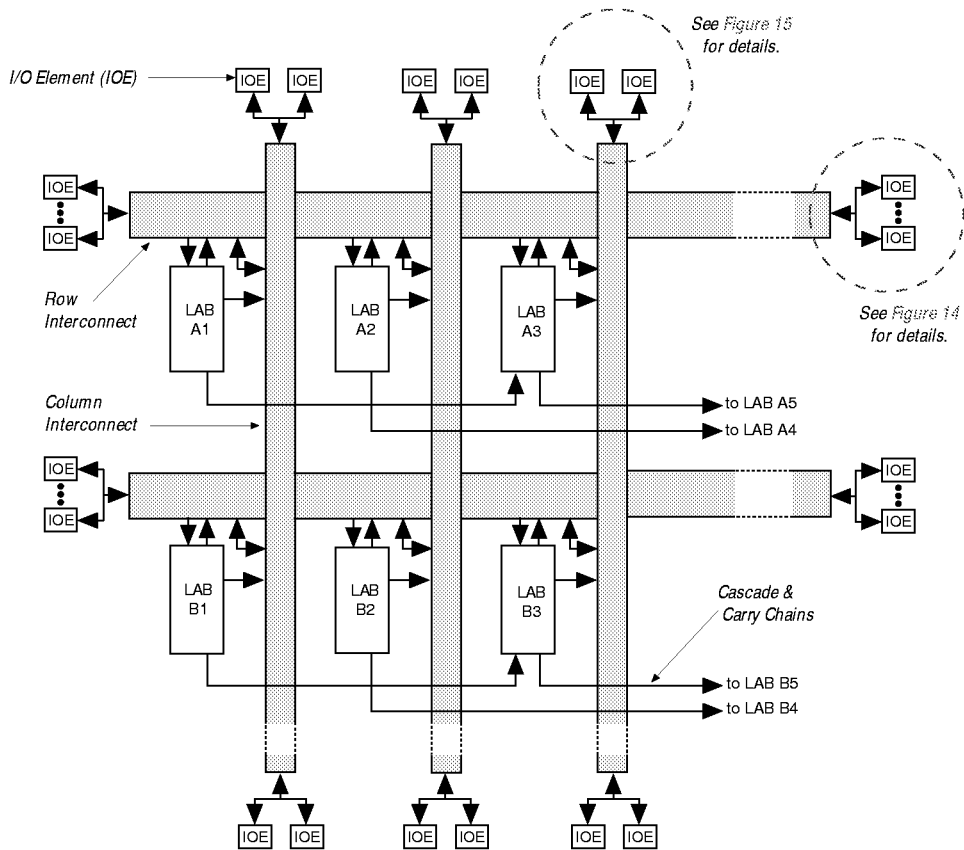 See Figure 15
for details.
I/O Element (IOE)
IOE IOE IOE IOE IOE IOE
IOE IOE
IOE IOE
Row
Interconnect
LAB
A1
LAB
A2
LAB
A3
See Figure 14
for details.
Column
Interconnect
to LAB A5
to LAB A4
IOE IOE
IOE IOE
LAB
B1
LAB
B2
LAB
B3
Cascade &
Carry Chains
to LAB B5
to LAB B4
IOE IOE IOE IOE IOE IOE